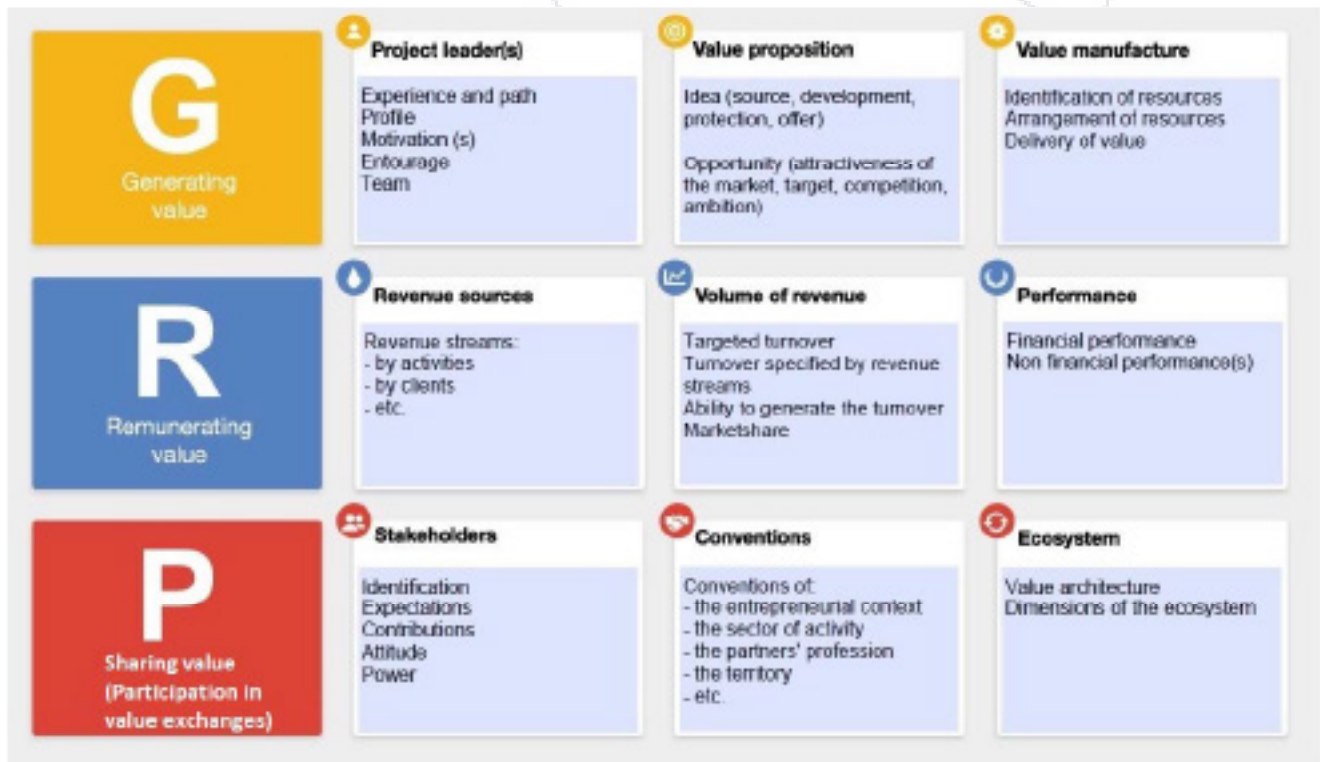 G
Generating
value
Project leader(s)
Experience and path
Profile
Motivation (s)
Entourage
Team
Value proposition
Idea (source, development,
protection, offer)
Opportunity (attractiveness of
the market, target, competition,
ambition)
Value manufacture
Identification of resources
Arrangement of resources
Delivery of value
R
Remunerating
value
Revenue sources
Revenue streams:
- by activities
- by clients
- etc.
Volume of revenue
Targeted turnover
Turnover specified by revenue
streams
Ability to generate the turnover
Marketshare
Performance
Financial performance
Non financial performance(s)
P
Sharing value
(Participation in
value exchanges)
Stakeholders
Identification
Expectations
Contributions
Attitude
Power
Conventions
Conventions of:
- the entrepreneurial context
- the sector of activity
- the partners' profession
- the territory
- etc.
Ecosystem
Value architecture
Dimensions of the ecosystem